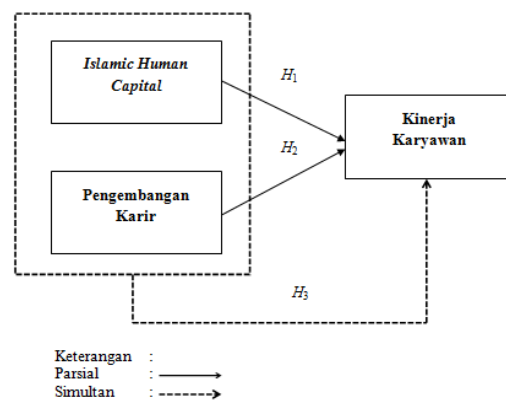 Islamic Human
Capital
H1
Kinerja
Karyawan
H2
Pengembangan
Karir
H3
Keterangan :
Parsial :
Simultan :